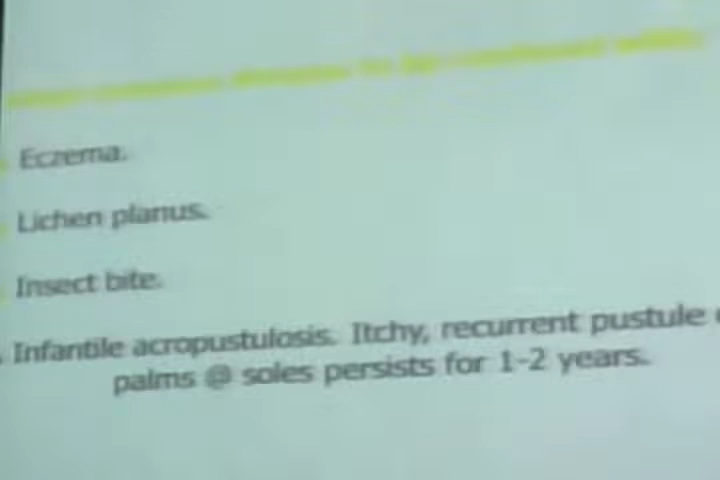 Eczema.
Lichen planus.
Insect bite.
Infantile acropustulosis. Itchy, recurrent pustule
palms @ soles persists for 1-2 years.